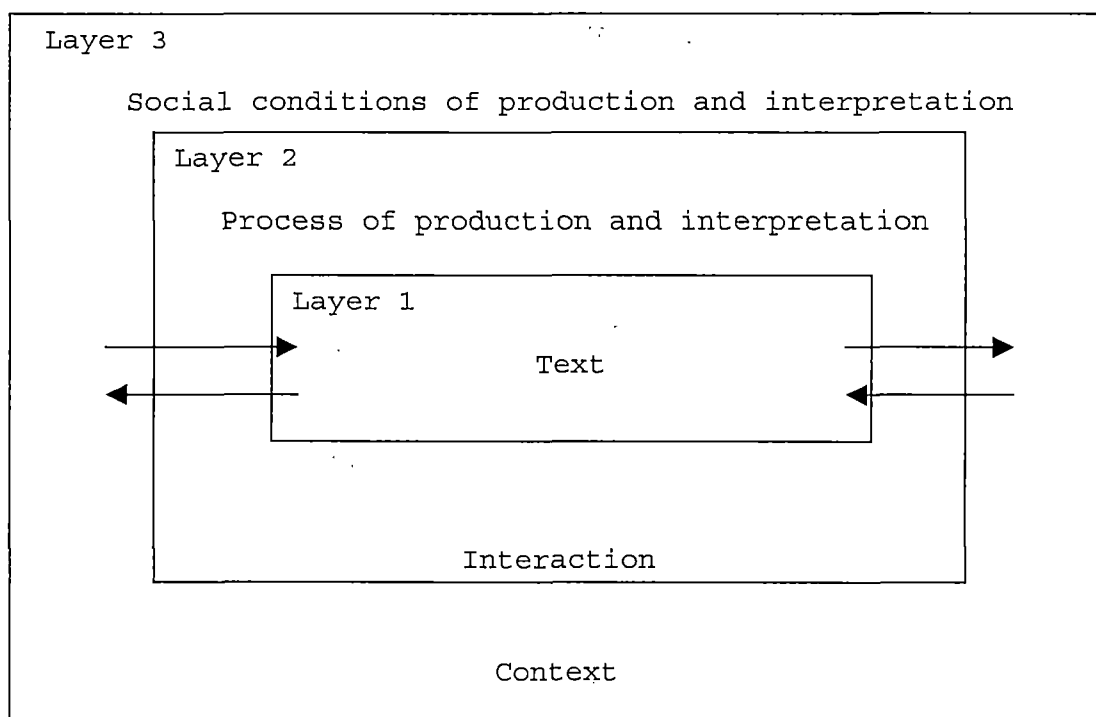 Layer 3
Social conditions of production and interpretation
Layer 2
Process of production and interpretation
Layer 1
Text
Interaction
Context